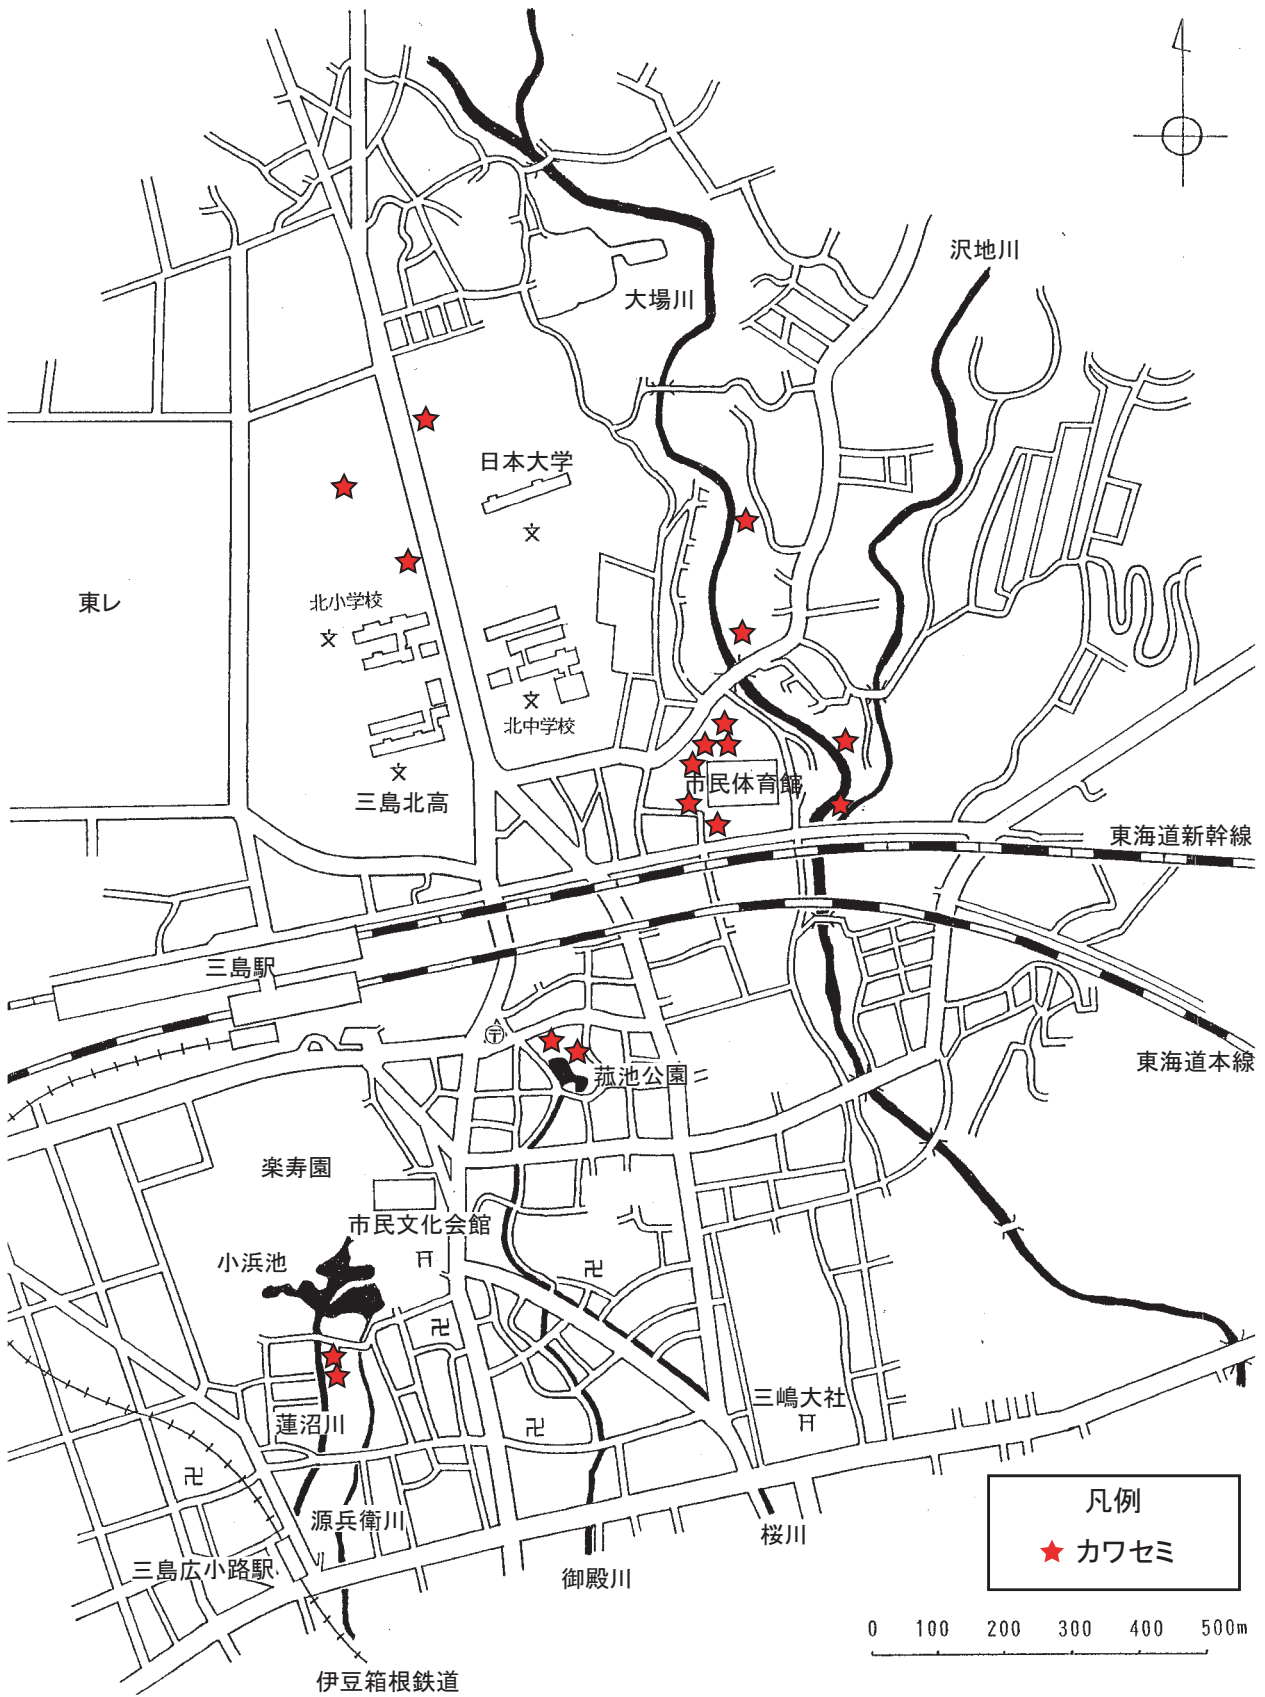 沢地川
大場川
日本大学
東レ
北小学校
北中学校
市民体育館
三島北高
東海道新幹線
三島駅
〒
東海道本線
菰池公園
楽寿園
市民文化会館
小浜池
三嶋大社
蓮沼川
凡例
カワセミ
源兵衛川
桜川
三島広小路駅
御殿川
0 100 200 300 400 500m
伊豆箱根鉄道